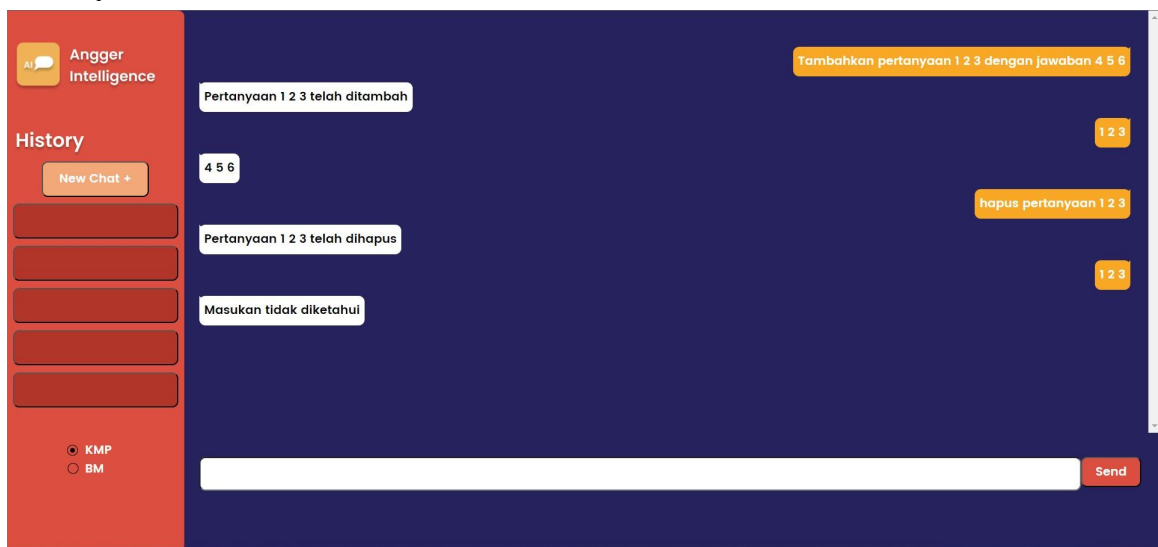 AI
Angger
Intelligence
History
New Chat +
KMP
BM
Tambahkan pertanyaan 1 2 3 dengan jawaban 4 5 6
Pertanyaan 1 2 3 telah ditambah
1 2 3
4 5 6
hapus pertanyaan 1 2 3
Pertanyaan 1 2 3 telah dihapus
1 2 3
Masukan tidak diketahui
Send